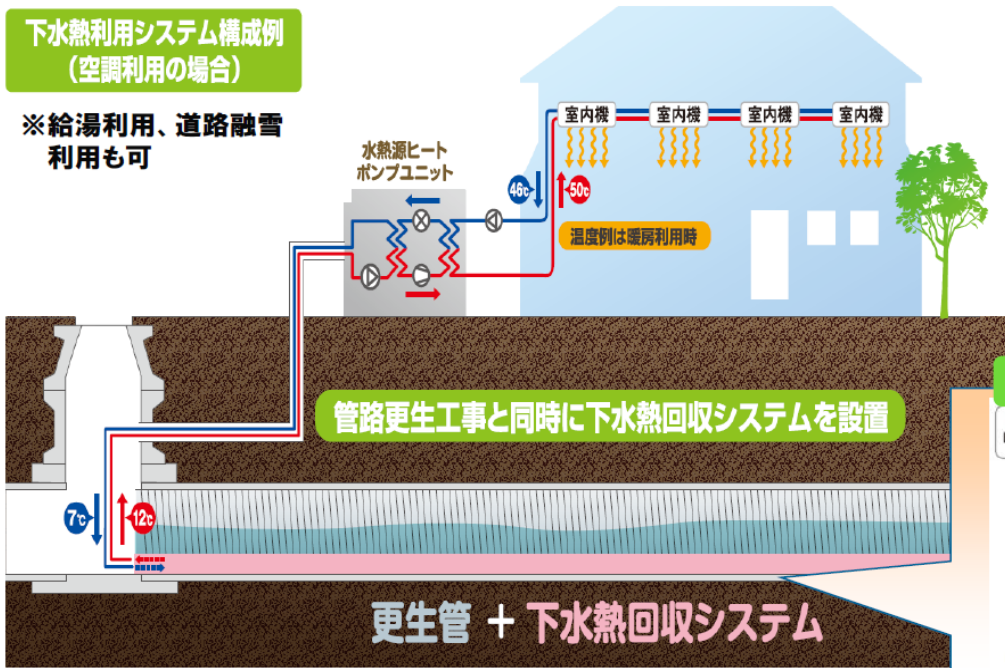 下水熱利用システム構成例
（空調利用の場合）
※給湯利用、道路融雪
利用も可
水熱源ヒート
ポンプユニット
室内機
室内機
室内機
室内機
46℃
50℃
温度例は暖房利用時
管路更生工事と同時に下水熱回収システムを設置
7℃
12℃
更生管 + 下水熱回収システム